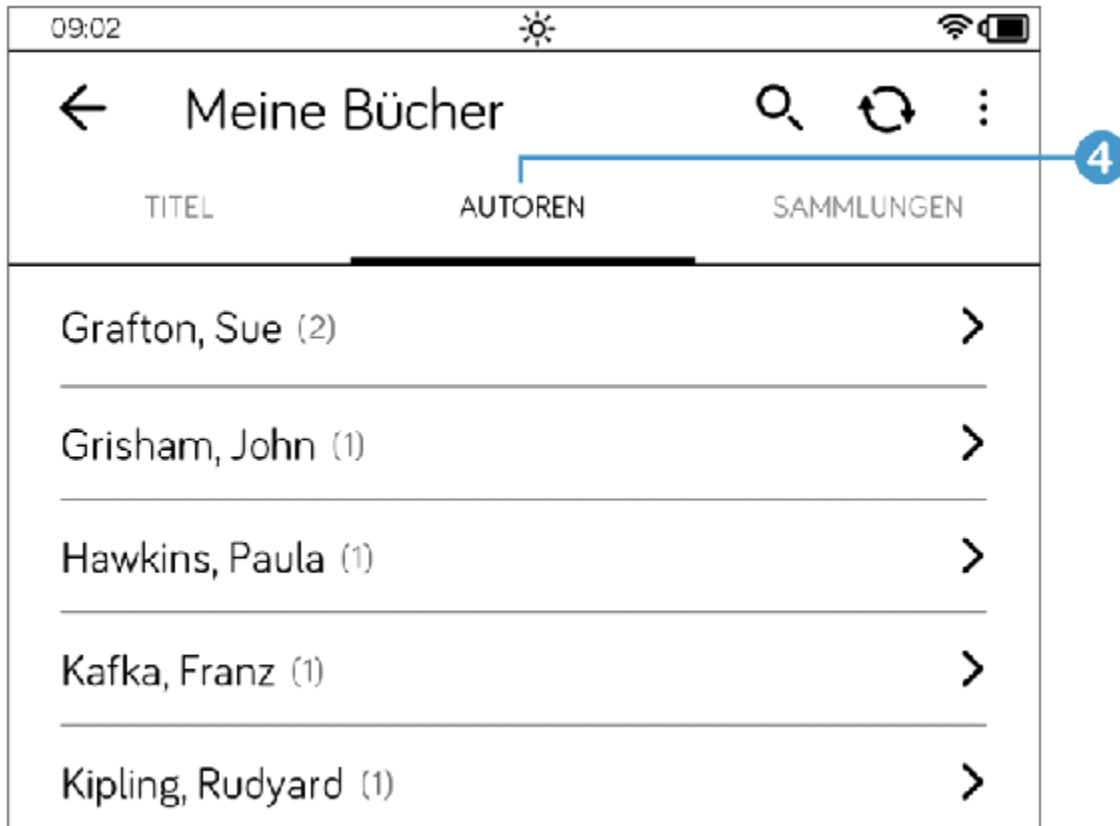 09:02
Meine Bücher
4
TITEL AUTOREN SAMMLUNGEN
Grafton, Sue (2)
Grisham, John (1)
Hawkins, Paula (1)
Kafka, Franz (1)
Kipling, Rudyard (1)